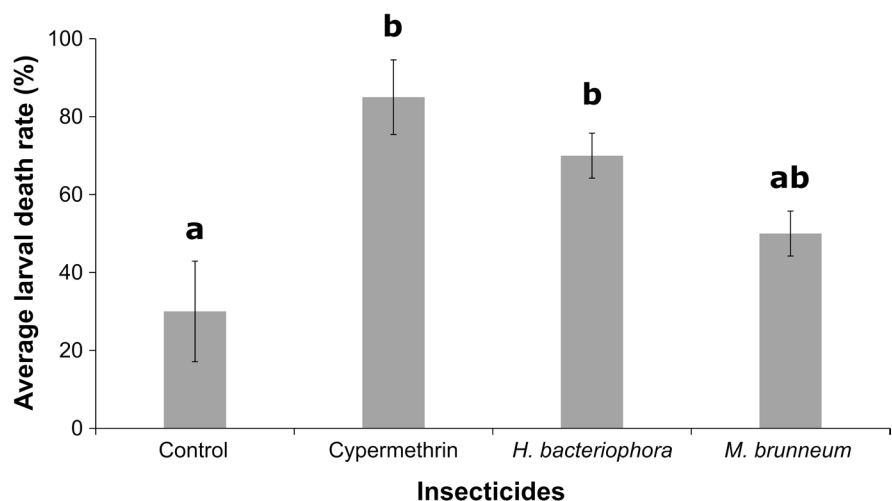 Average larval death rate (%)
100
80
60
40
20
0
a
b
b
ab
Control
Cypermethrin
H. bacteriophora
M. brunneum
Insecticides